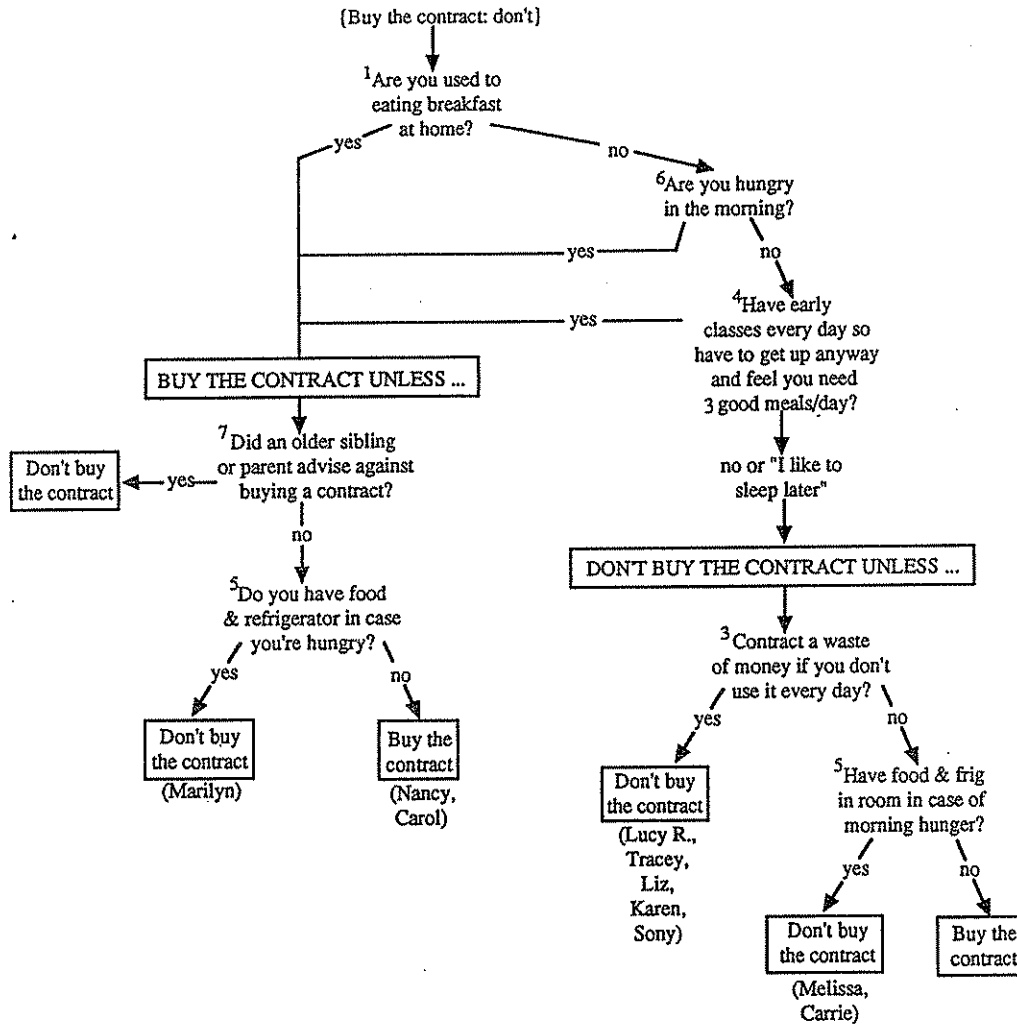 {Buy the contract: don't}
1Are you used to
eating breakfast
at home?
yes
no
6Are you hungry
in the morning?
yes
no
4Have early
classes every day so
have to get up anyway
and feel you need
3 good meals/day?
yes
BUY THE CONTRACT UNLESS ...
7Did an older sibling
or parent advise against
buying a contract?
yes
Don't buy
the contract
no
no or "I like to
sleep later"
DON'T BUY THE CONTRACT UNLESS ...
5Do you have food
& refrigerator in case
you're hungry?
yes
no
Don't buy
the contract
(Marilyn)
Buy the
contract
(Nancy,
Carol)
3Contract a waste
of money if you don't
use it every day?
yes
no
Don't buy
the contract
(Lucy R.,
Tracey,
Liz,
Karen,
Sony)
5Have food & frig
in room in case of
morning hunger?
yes
no
Don't buy
the contract
(Melissa,
Carrie)
Buy the
contract